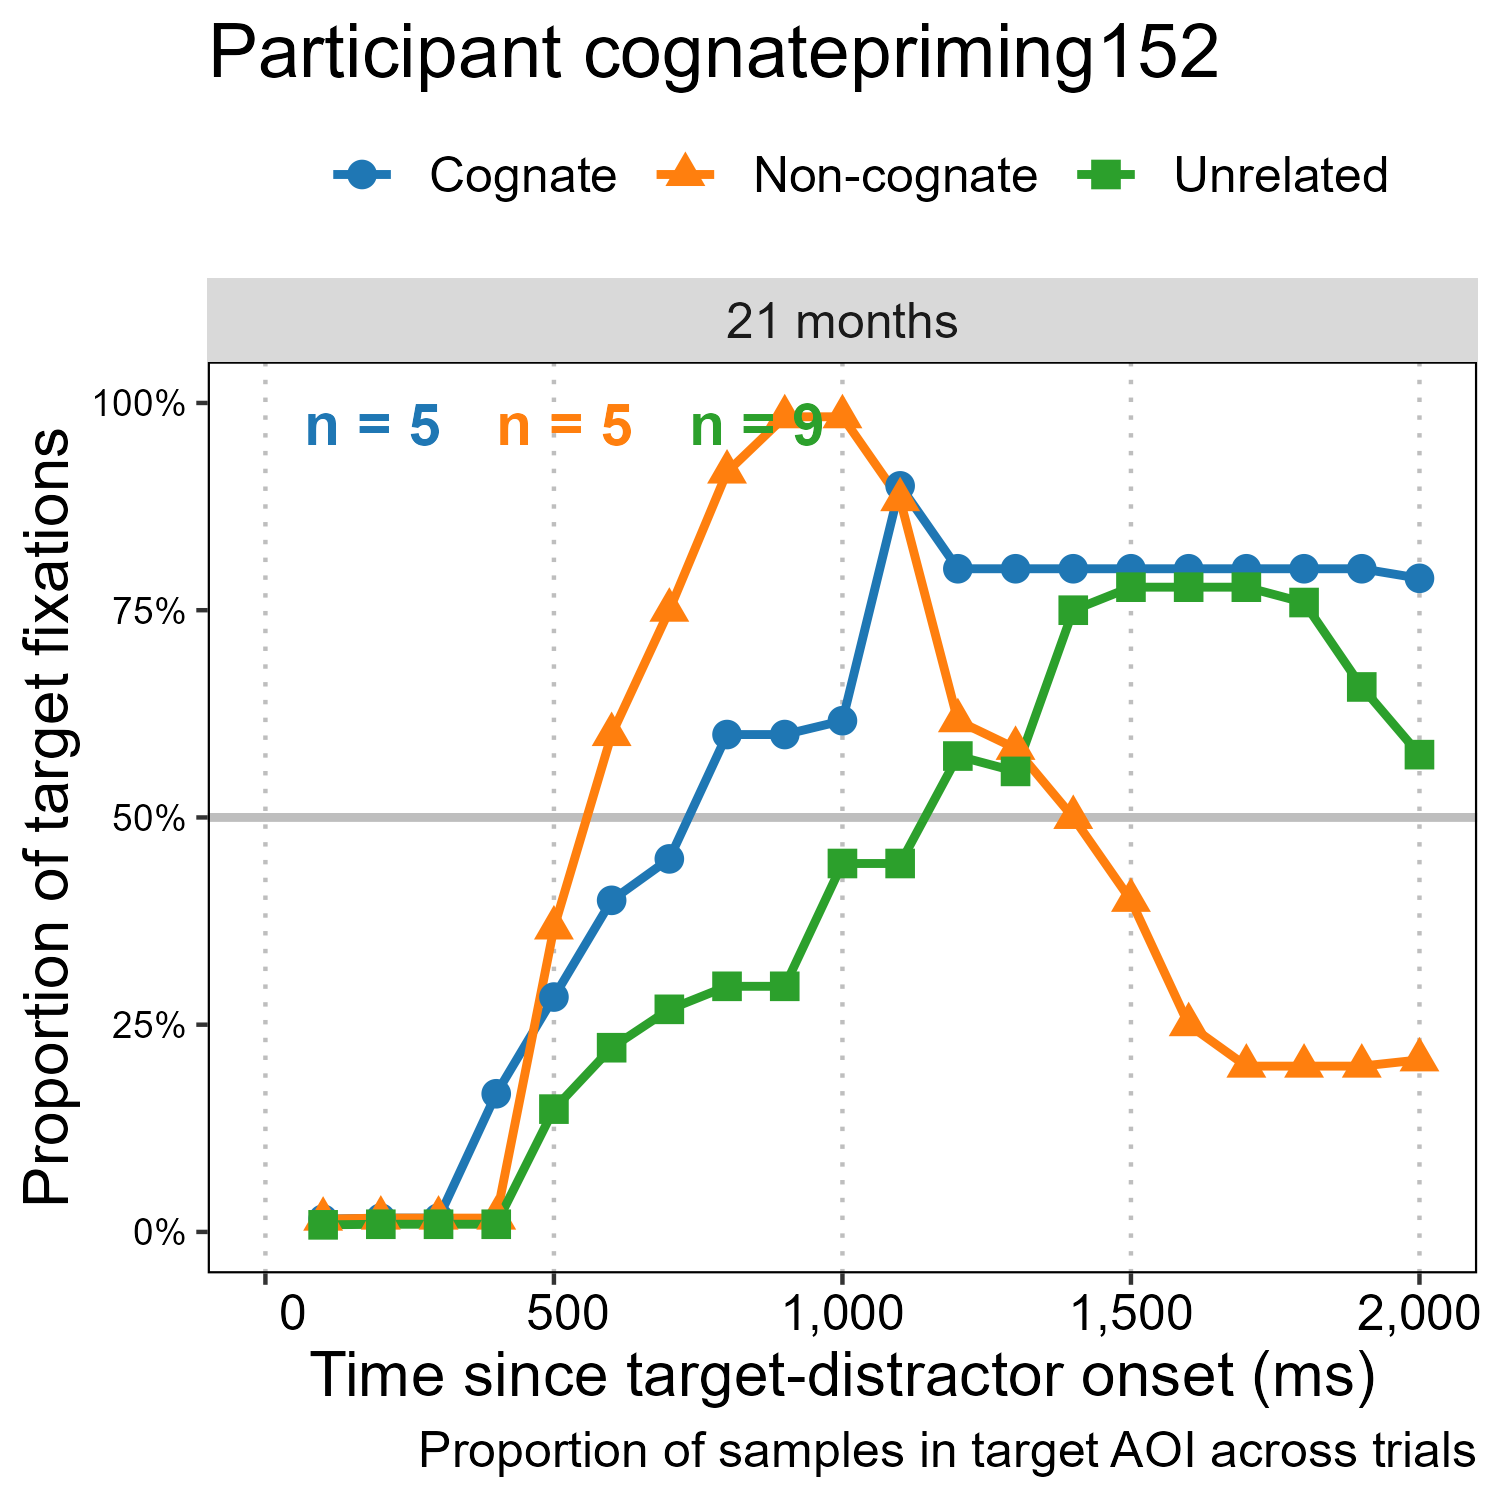 Participant cognatepriming152
Cognate Non-cognate Unrelated
21 months
n = 5 n = 5 n = 9
100%
75%
50%
25%
0%
Proportion of target fixations
0 500 1,000 1,500 2,000
Time since target-distractor onset (ms)
Proportion of samples in target AOI across trials